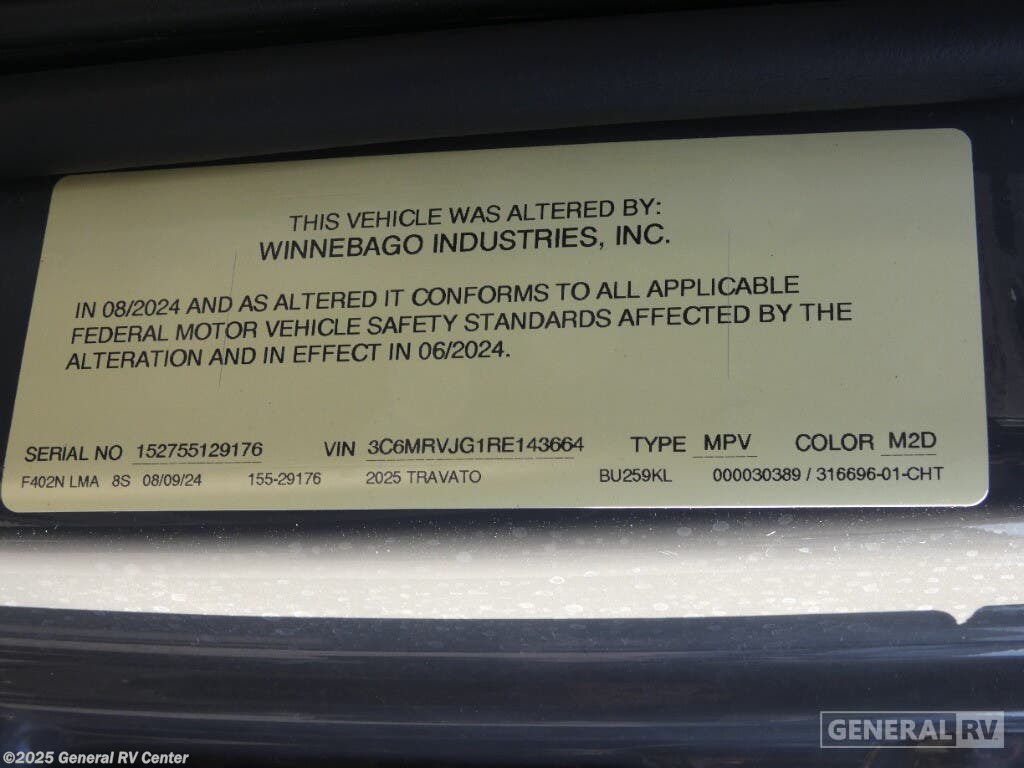 THIS VEHICLE WAS ALTERED BY:
WINNEBAGO INDUSTRIES, INC.
IN 08/2024 AND AS ALTERED IT CONFORMS TO ALL APPLICABLE
FEDERAL MOTOR VEHICLE SAFETY STANDARDS AFFECTED BY THE
ALTERATION AND IN EFFECT IN 06/2024.
SERIAL NO 152755129176 VIN 3C6MRVJG1RE143664 TYPE MPV COLOR M2D
F402N LMA 8S 08/09/24 155-29176 2025 TRAVATO BU259KL 000030389 / 316696-01-CHT
GENERAL RV
©2025 General RV Center